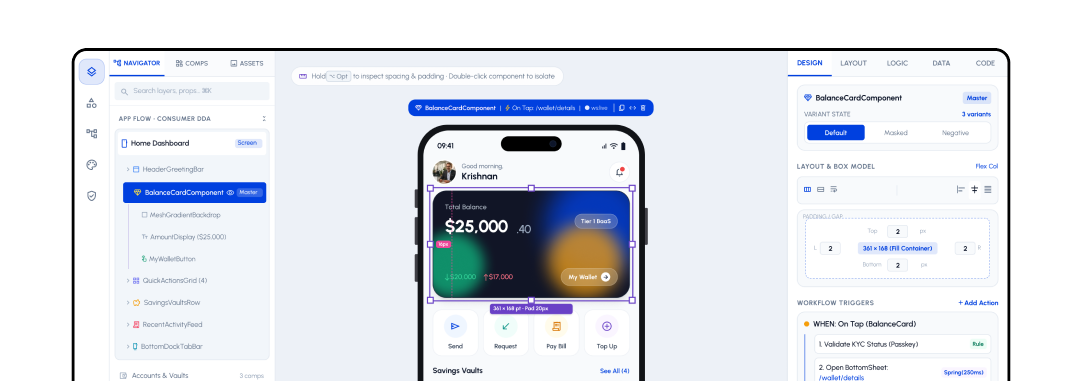 NAVIGATOR
COMPS
ASSETS
Search layers, props.. ⌘K
APP FLOW · CONSUMER DDA
Home Dashboard
Screen
HeaderGreetingBar
BalanceCardComponent
Master
MeshGradientBackdrop
AmountDisplay ($25,000)
MyWalletButton
QuickActionsGrid (4)
SavingsVaultsRow
RecentActivityFeed
BottomDockTabBar
Accounts & Vaults
3 comps
Hold ⌥ Opt to inspect spacing & padding · Double-click component to isolate
BalanceCardComponent | On Tap: /wallet/details |
09:41
Good morning,
Krishnan
Total Balance
$25,000 .40
Tier 1 BaaS
16px
↓$20,000 ↑$17,000
My Wallet
361 × 168 pt · Pad 20px
Send
Request
Pay Bill
Top Up
Savings Vaults
See All (4)
DESIGN
LAYOUT
LOGIC
DATA
CODE
BalanceCardComponent
Master
VARIANT STATE
3 variants
Default
Masked
Negative
LAYOUT & BOX MODEL
Flex Col
PADDING / GAP
Top 2 px
L 2
361 × 168 (Fill Container)
2 R
Bottom 2 px
WORKFLOW TRIGGERS
+ Add Action
WHEN: On Tap (BalanceCard)
1. Validate KYC Status (Passkey)
Rule
2. Open BottomSheet:
/wallet/details
Spring(250ms)